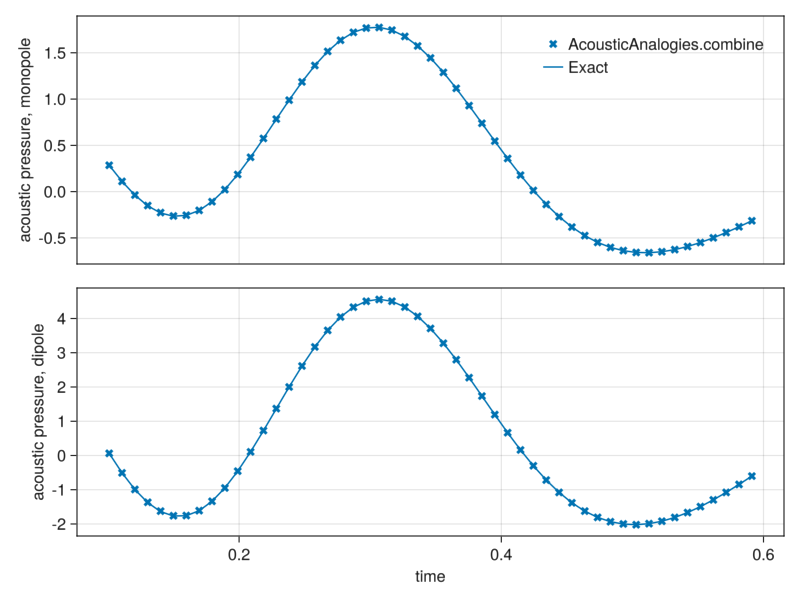 acoustic pressure, monopole
1.5
1.0
0.5
0.0
-0.5
AcousticAnalogies.combine
Exact
acoustic pressure, dipole
4
3
2
1
0
-1
-2
0.2 0.4 0.6
time